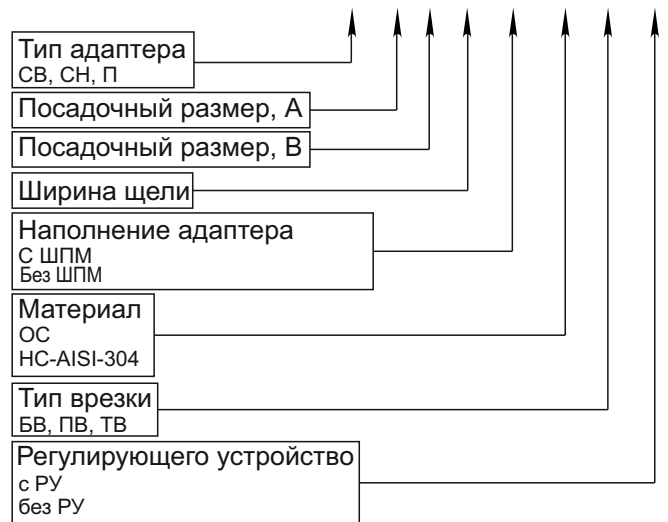 Тип адаптера
СВ, СН, П
Посадочный размер, А
Посадочный размер, В
Ширина щели
Наполнение адаптера
С ШПМ
Без ШПМ
Материал
ОС
НС-AISI-304
Тип врезки
БВ, ПВ, ТВ
Регулирующего устройство
с РУ
без РУ